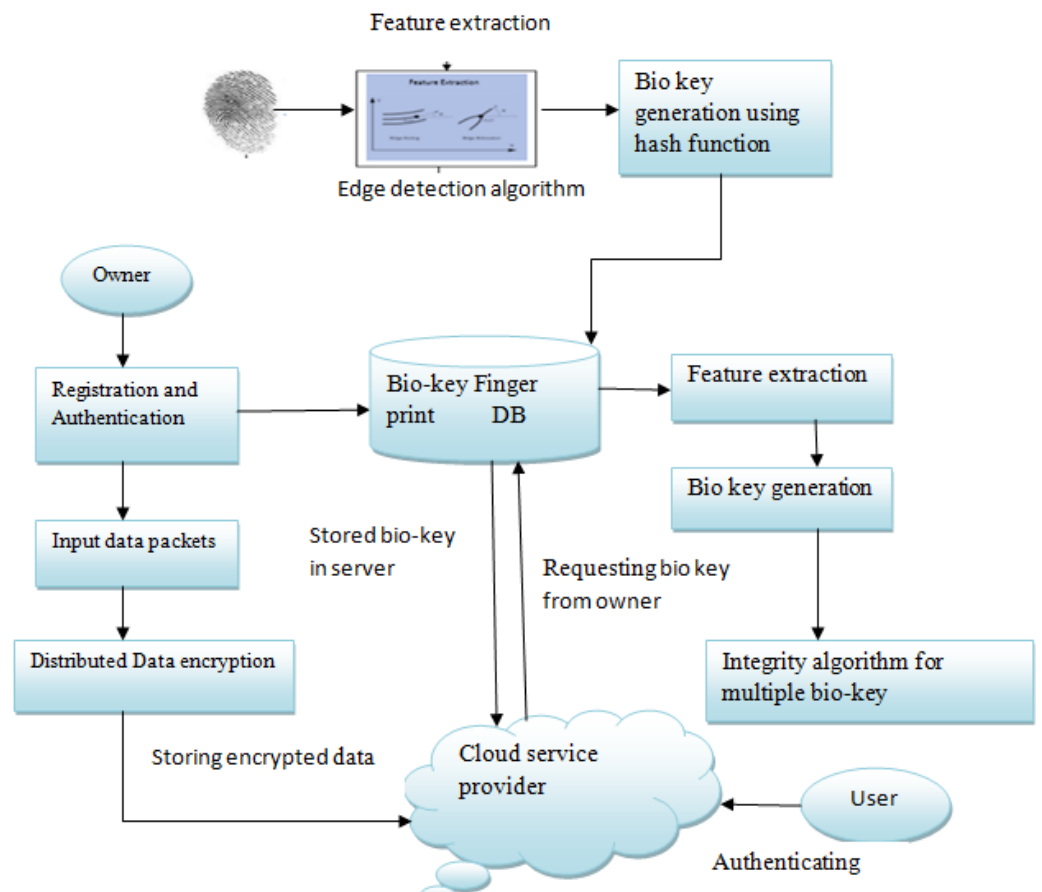 Feature extraction
Feature Extraction
Edge detection algorithm
Bio key
generation using
hash function
Owner
Registration and
Authentication
Bio-key Finger
print DB
Feature extraction
Bio key generation
Input data packets
Stored bio-key
in server
Requesting bio key
from owner
Distributed Data encryption
Integrity algorithm for
multiple bio-key
Storing encrypted data
Cloud service
provider
User
Authenticating